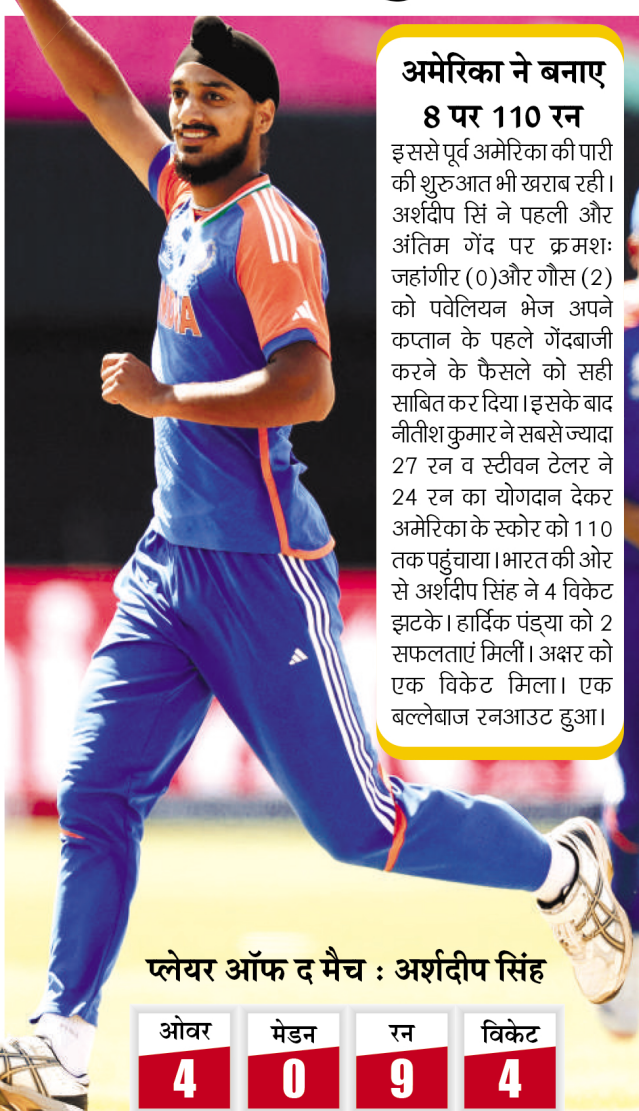 अमेरिका ने बनाए
8 पर 110 रन
इससे पूर्व अमेरिका की पारी
की शुरुआत भी खराब रही।
अर्शदीप सिं ने पहली और
अंतिम गेंद पर क्रमशः
जहांगीर (0)और गौस (2)
को पवेलियन भेज अपने
कप्तान के पहले गेंदबाजी
करने के फैसले को सही
साबित कर दिया।इसके बाद
नीतीश कुमार ने सबसे ज्यादा
27 रन व स्टीवन टेलर ने
24 रन का योगदान देकर
अमेरिका के स्कोर को 110
तक पहुंचाया।भारत की ओर
से अर्शदीप सिंह ने 4 विकेट
झटके। हार्दिक पंड्या को 2
सफलताएं मिलीं। अक्षर को
एक विकेट मिला। एक
बल्लेबाज रनआउट हुआ।
प्लेयर ऑफ द मैच : अर्शदीप सिंह
ओवर मेडन रन विकेट
4 0 9 4